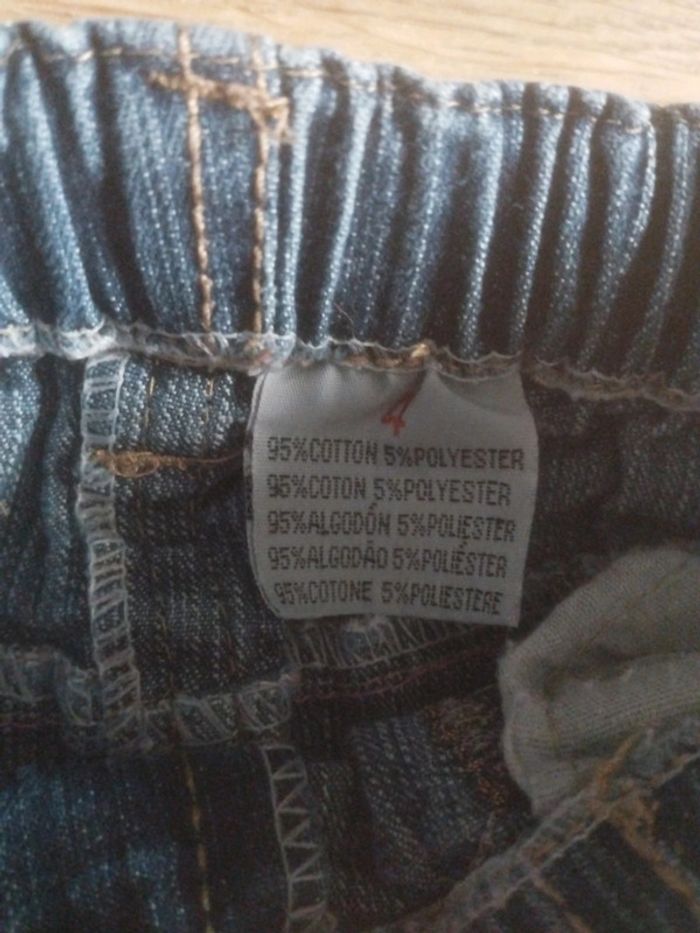 4
95%COTTON 5%POLYESTER
95%COTON 5%POLYESTER
95%ALGODÓN 5%POLIESTER
95%ALGODÃO 5%POLIÉSTER
95%COTONE 5%POLIESTERE